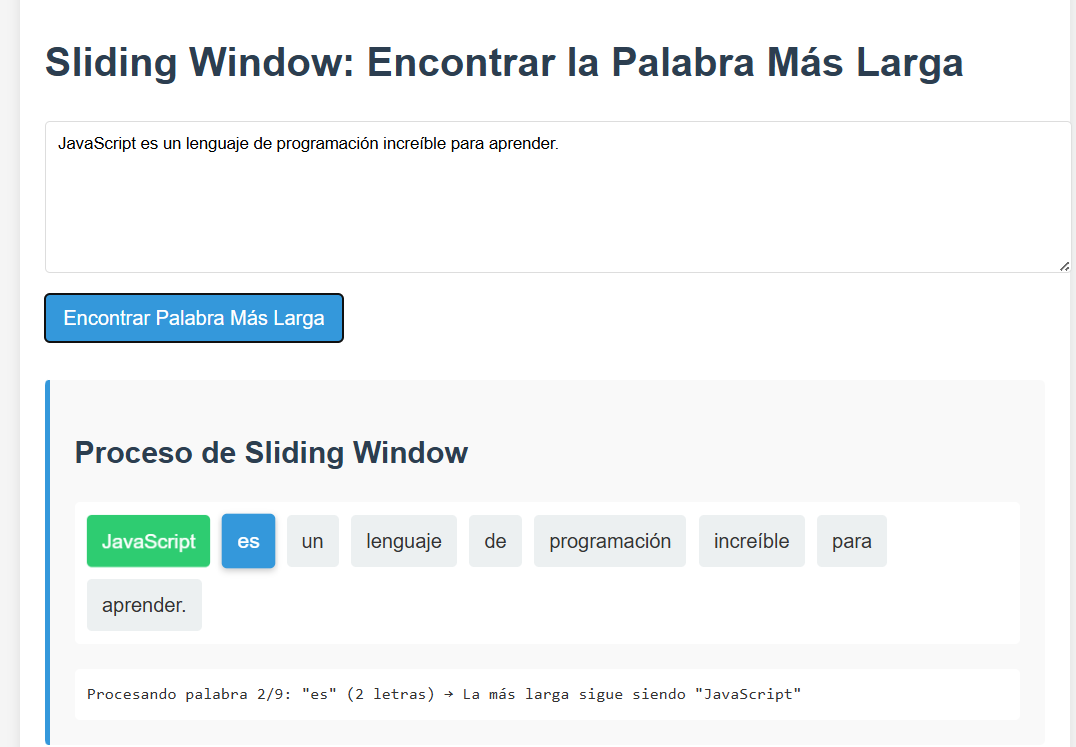 Sliding Window: Encontrar la Palabra Más Larga
JavaScript es un lenguaje de programación increíble para aprender.
Encontrar Palabra Más Larga
Proceso de Sliding Window
JavaScript es un lenguaje de programación increíble para
aprender.
Procesando palabra 2/9: "es" (2 letras) → La más larga sigue siendo "JavaScript"